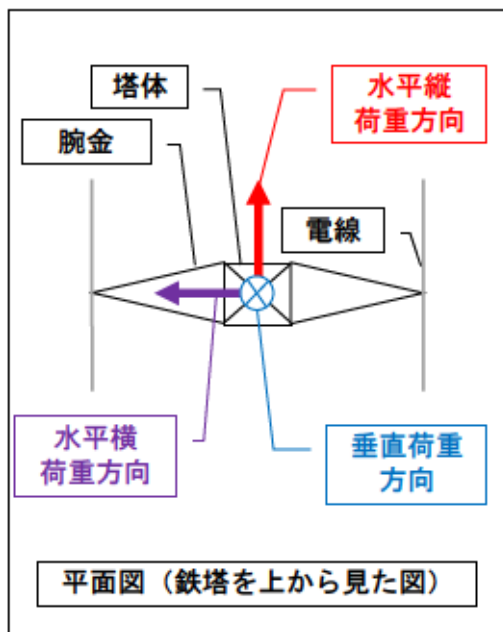 塔体
水平縦
荷重方向
腕金
電線
水平横
荷重方向
垂直荷重
方向
平面図（鉄塔を上から見た図）